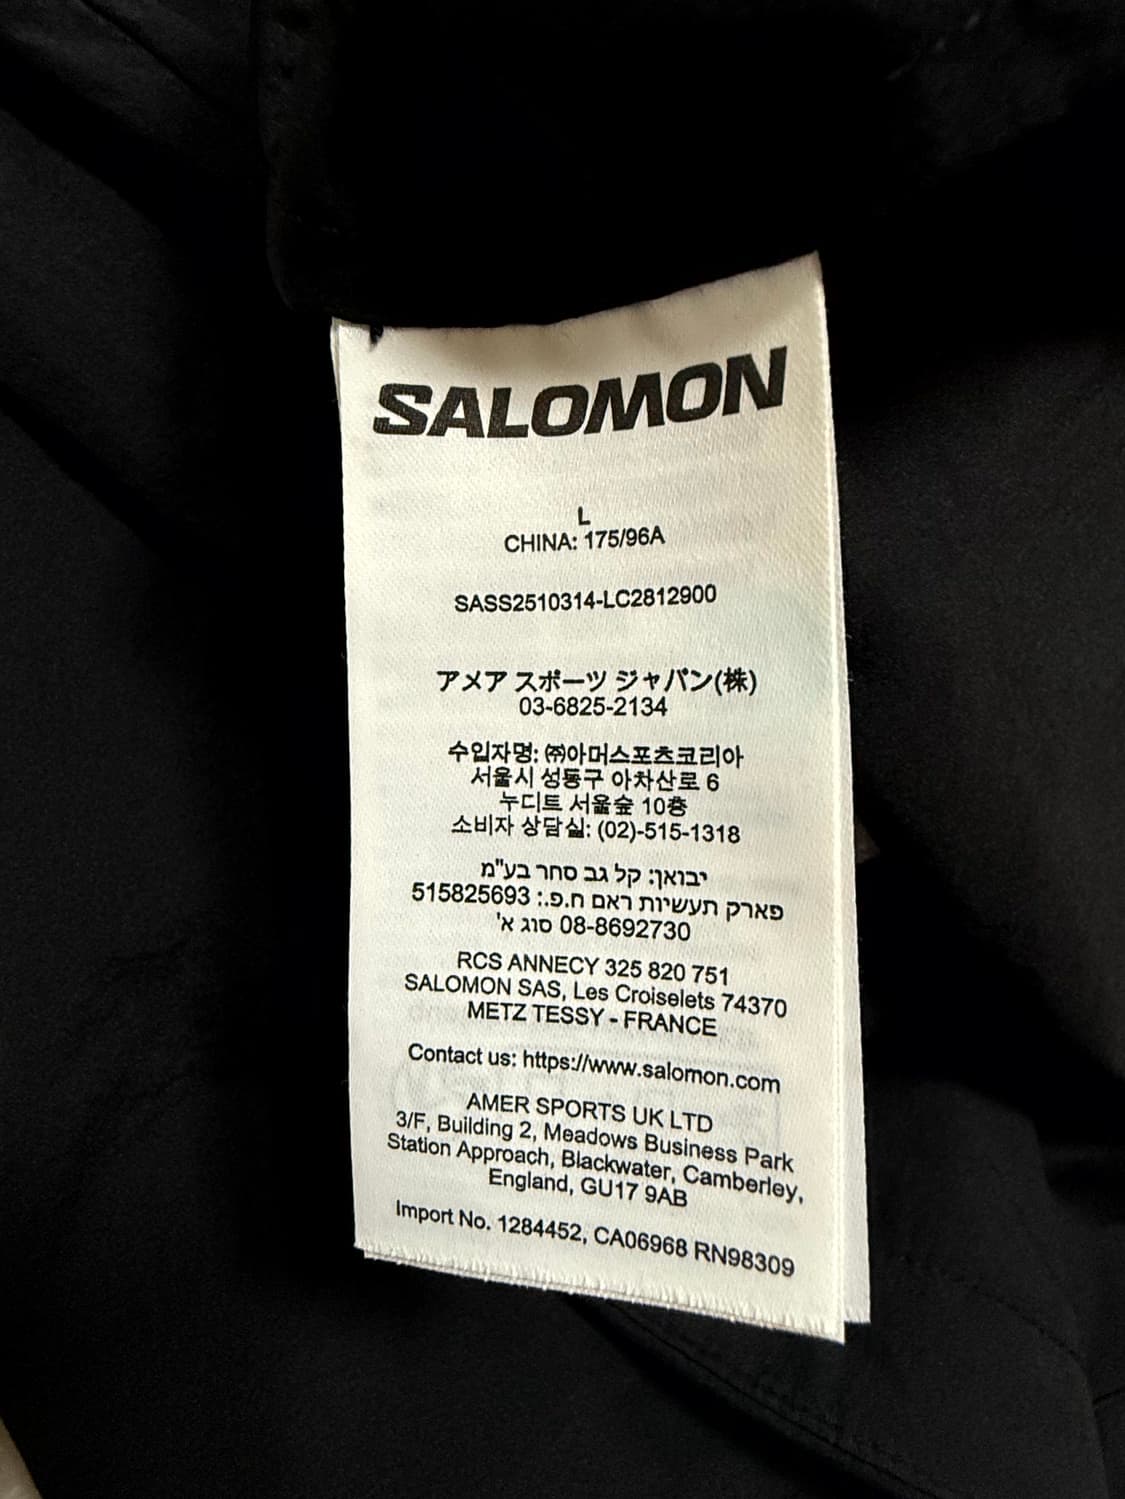 SALOMON
L
CHINA: 175/96A
SASS2510314-LC2812900
アメア スポーツ ジャパン(株)
03-6825-2134
수입자명: ㈜아머스포츠코리아
서울시 성동구 아차산로 6
누디트 서울숲 10층
소비자 상담실: (02)-515-1318
יבואן: קל גב סחר בע"מ
פארק תעשיות ראם ח.פ.: 515825693
08-8692730 סוג א'
RCS ANNECY 325 820 751
SALOMON SAS, Les Croiselets 74370
METZ TESSY - FRANCE
Contact us: https://www.salomon.com
AMER SPORTS UK LTD
3/F, Building 2, Meadows Business Park
Station Approach, Blackwater, Camberley,
England, GU17 9AB
Import No. 1284452, CA06968 RN98309